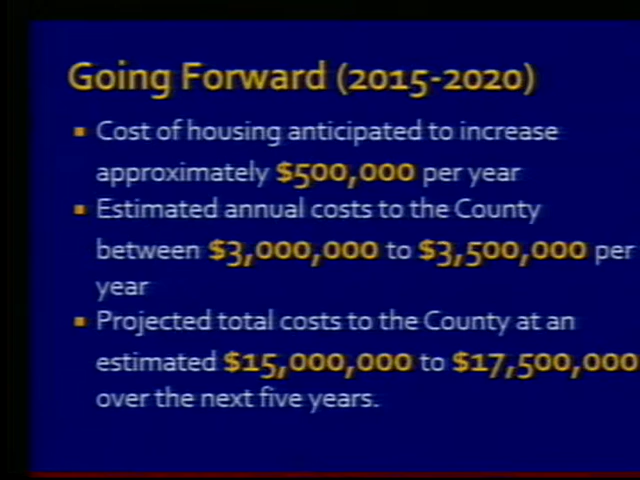 Going Forward (2015-2020)
Cost of housing anticipated to increase
approximately $500,000 per year
Estimated annual costs to the County
between $3,000,000 to $3,500,000 per
year
Projected total costs to the County at an
estimated $15,000,000 to $17,500,000
over the next five years.